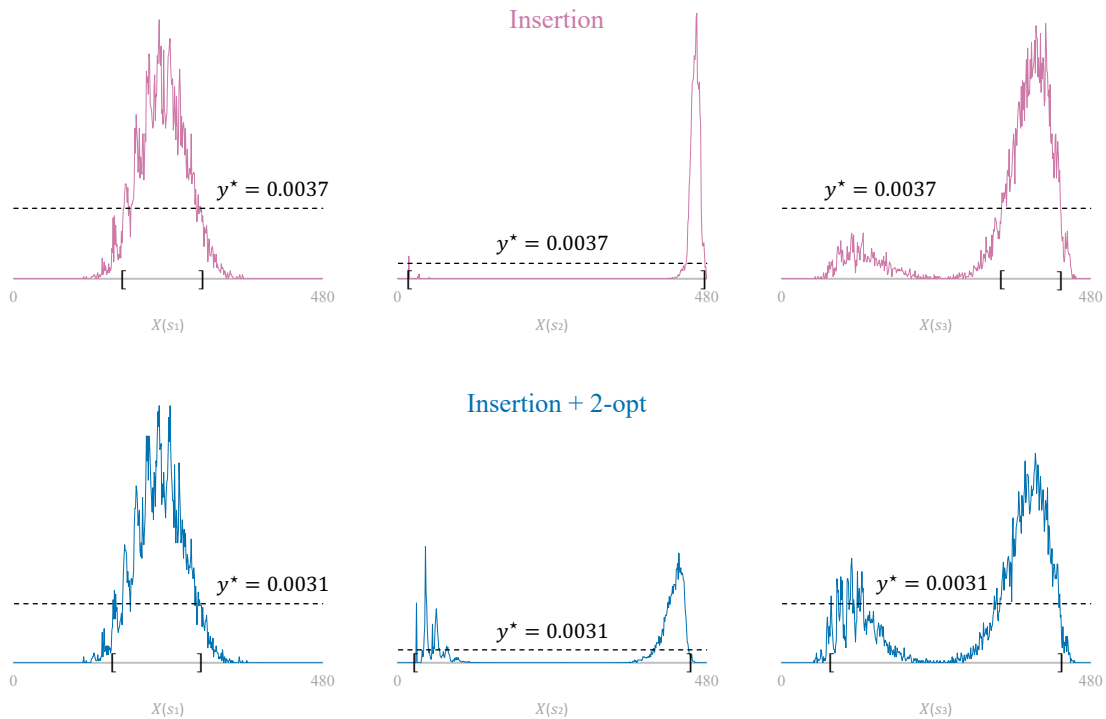 Insertion
y⋆ = 0.0037
y⋆ = 0.0037
y⋆ = 0.0037
[ ]
[ ]
[ ]
0 480
0 480
0 480
X(s₁)
X(s₂)
X(s₃)
Insertion + 2-opt
y⋆ = 0.0031
y⋆ = 0.0031
y⋆ = 0.0031
[ ]
[ ]
[ ]
0 480
0 480
0 480
X(s₁)
X(s₂)
X(s₃)